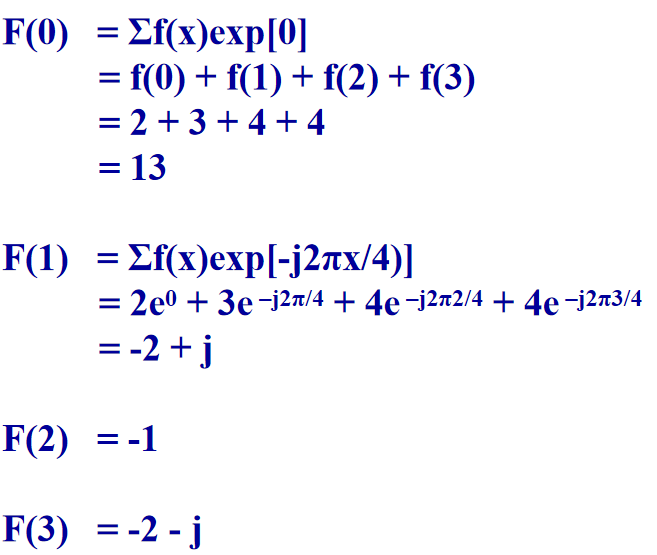 F(0) = Σf(x)exp[0]
= f(0) + f(1) + f(2) + f(3)
= 2 + 3 + 4 + 4
= 13
F(1) = Σf(x)exp[-j2πx/4)]
= 2e⁰ + 3e⁻ʲ²π/⁴ + 4e⁻ʲ²π²/⁴ + 4e⁻ʲ²π³/⁴
= -2 + j
F(2) = -1
F(3) = -2 - j